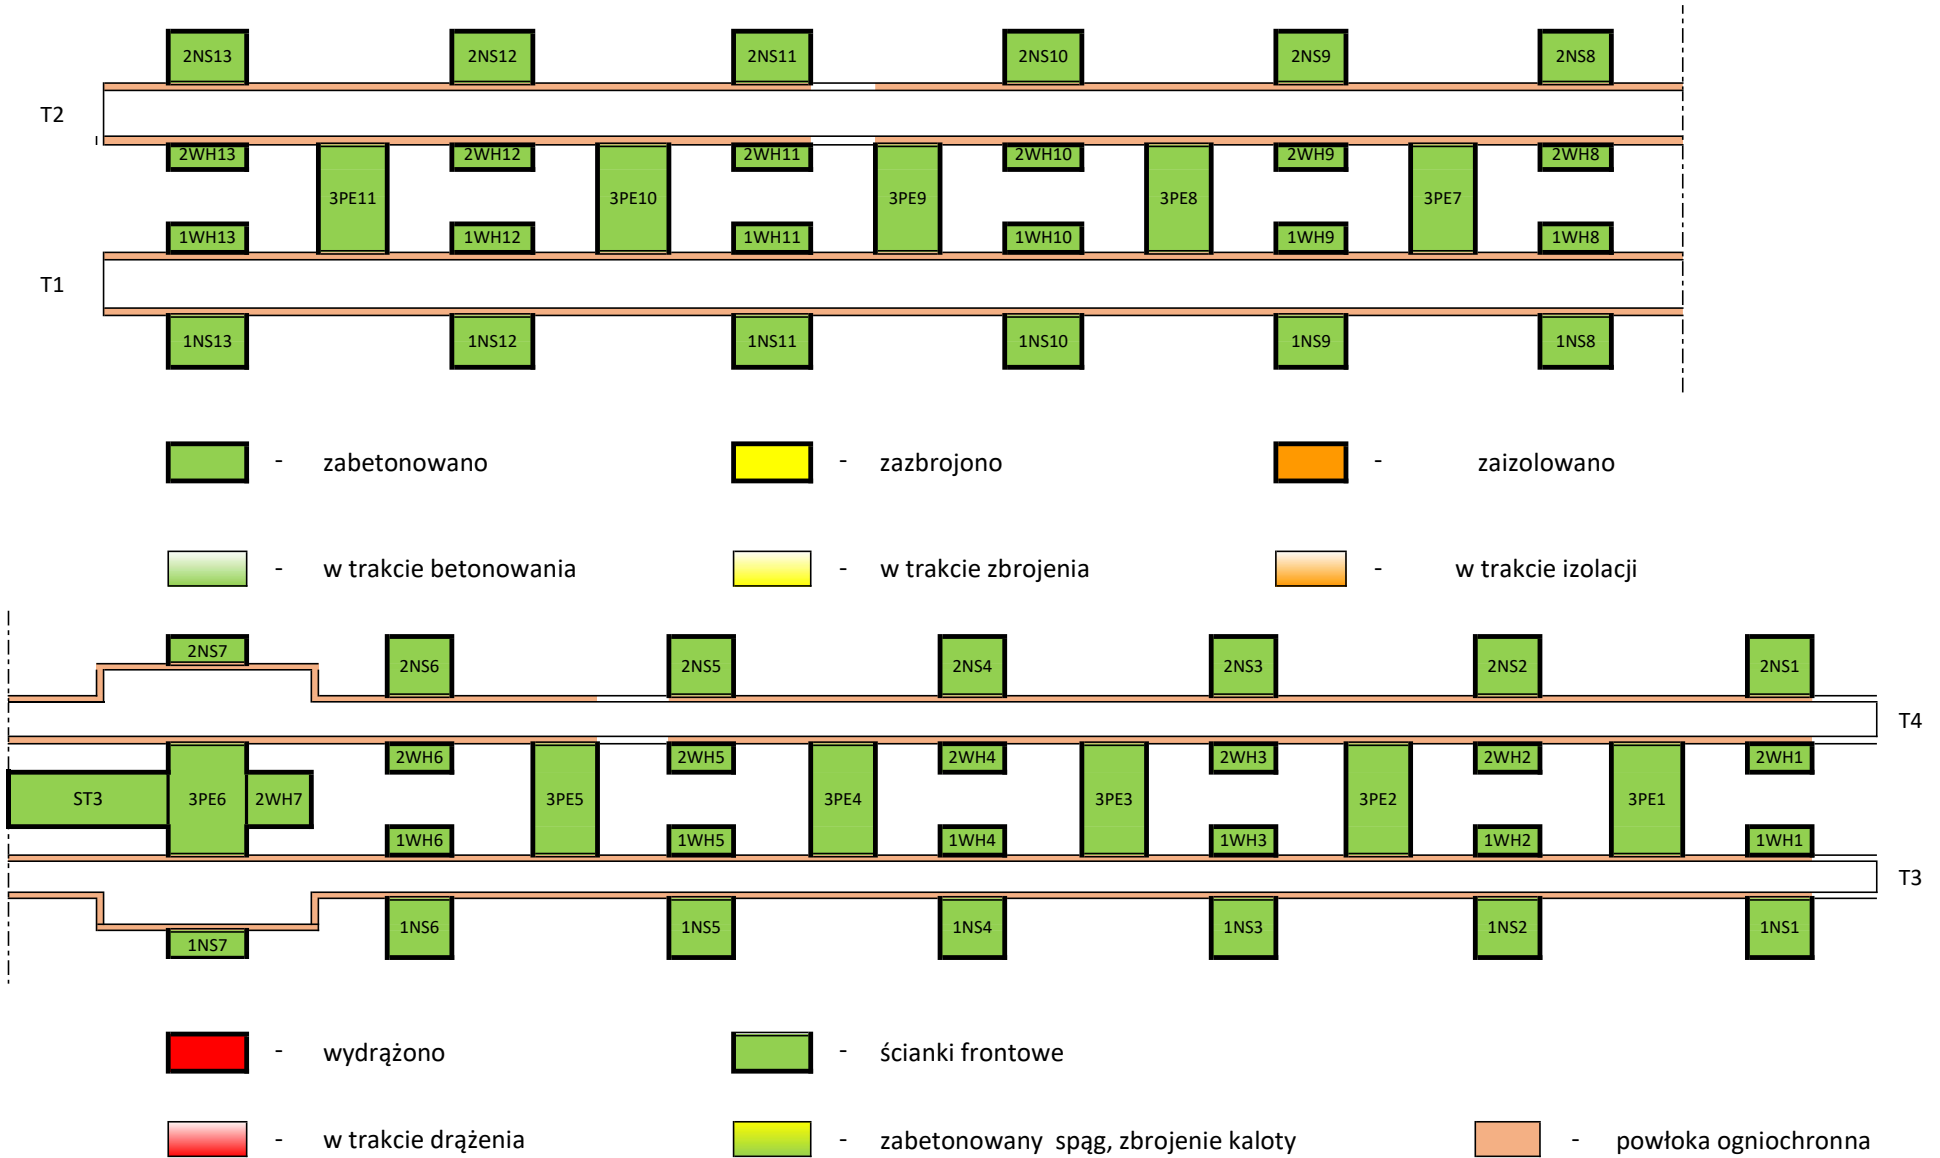 2NS13 2NS12 2NS11 2NS10 2NS9 2NS8
T2
2WH13 2WH12 2WH11 2WH10 2WH9 2WH8
3PE11 3PE10 3PE9 3PE8 3PE7
1WH13 1WH12 1WH11 1WH10 1WH9 1WH8
T1
1NS13 1NS12 1NS11 1NS10 1NS9 1NS8
- zabetonowano - zazbrojono - zaizolowano
- w trakcie betonowania - w trakcie zbrojenia - w trakcie izolacji
2NS7 2NS6 2NS5 2NS4 2NS3 2NS2 2NS1
T4
2WH6 2WH5 2WH4 2WH3 2WH2 2WH1
ST3 3PE6 2WH7 3PE5 3PE4 3PE3 3PE2 3PE1
1WH6 1WH5 1WH4 1WH3 1WH2 1WH1
T3
1NS7 1NS6 1NS5 1NS4 1NS3 1NS2 1NS1
- wydrążono - ścianki frontowe
- w trakcie drążenia - zabetonowany spąg, zbrojenie kaloty - powłoka ogniochronna